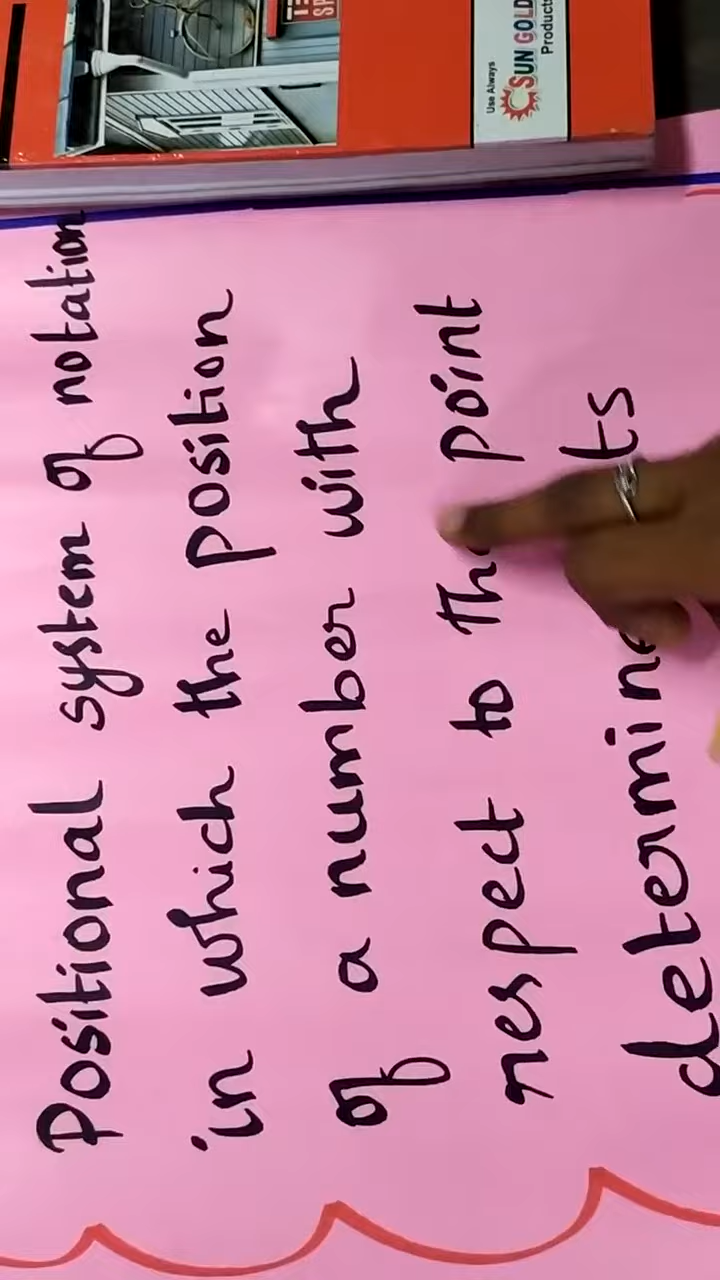 Use Always
SUN GOLD
Product
Positional system of notation
in which the position
of a number with
respect to the point